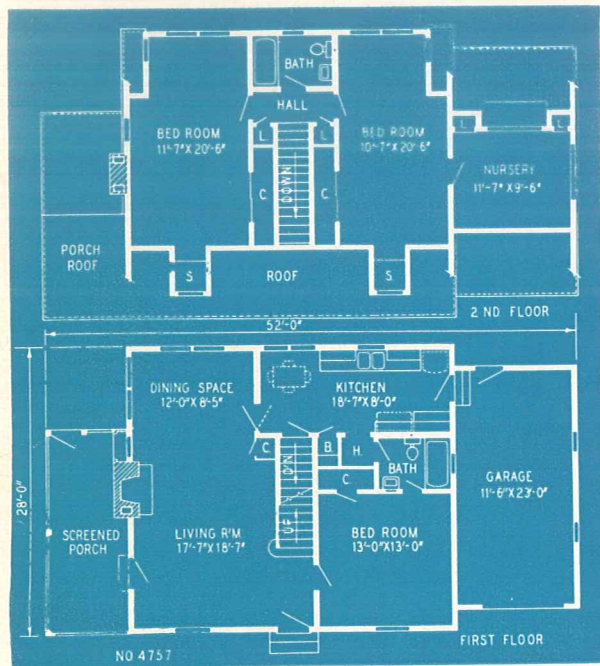 BATH
HALL
BED ROOM
11'-7" X 20'-6"
L.
L.
BED ROOM
10'-7" X 20'-6"
L.
NURSERY
11'-7" X 9'-6"
C.
DOWN
C.
PORCH
ROOF
S.
ROOF
S.
2 ND FLOOR
52'-0"
28'-0"
DINING SPACE
12'-0" X 8'-5"
KITCHEN
18'-7" X 8'-0"
C.
D'N
B.
H.
BATH
C.
UP
GARAGE
11'-6" X 23'-0"
SCREENED
PORCH
LIVING R'M.
17'-7" X 18'-7"
BED ROOM
13'-0" X 13'-0"
FIRST FLOOR
NO 4757